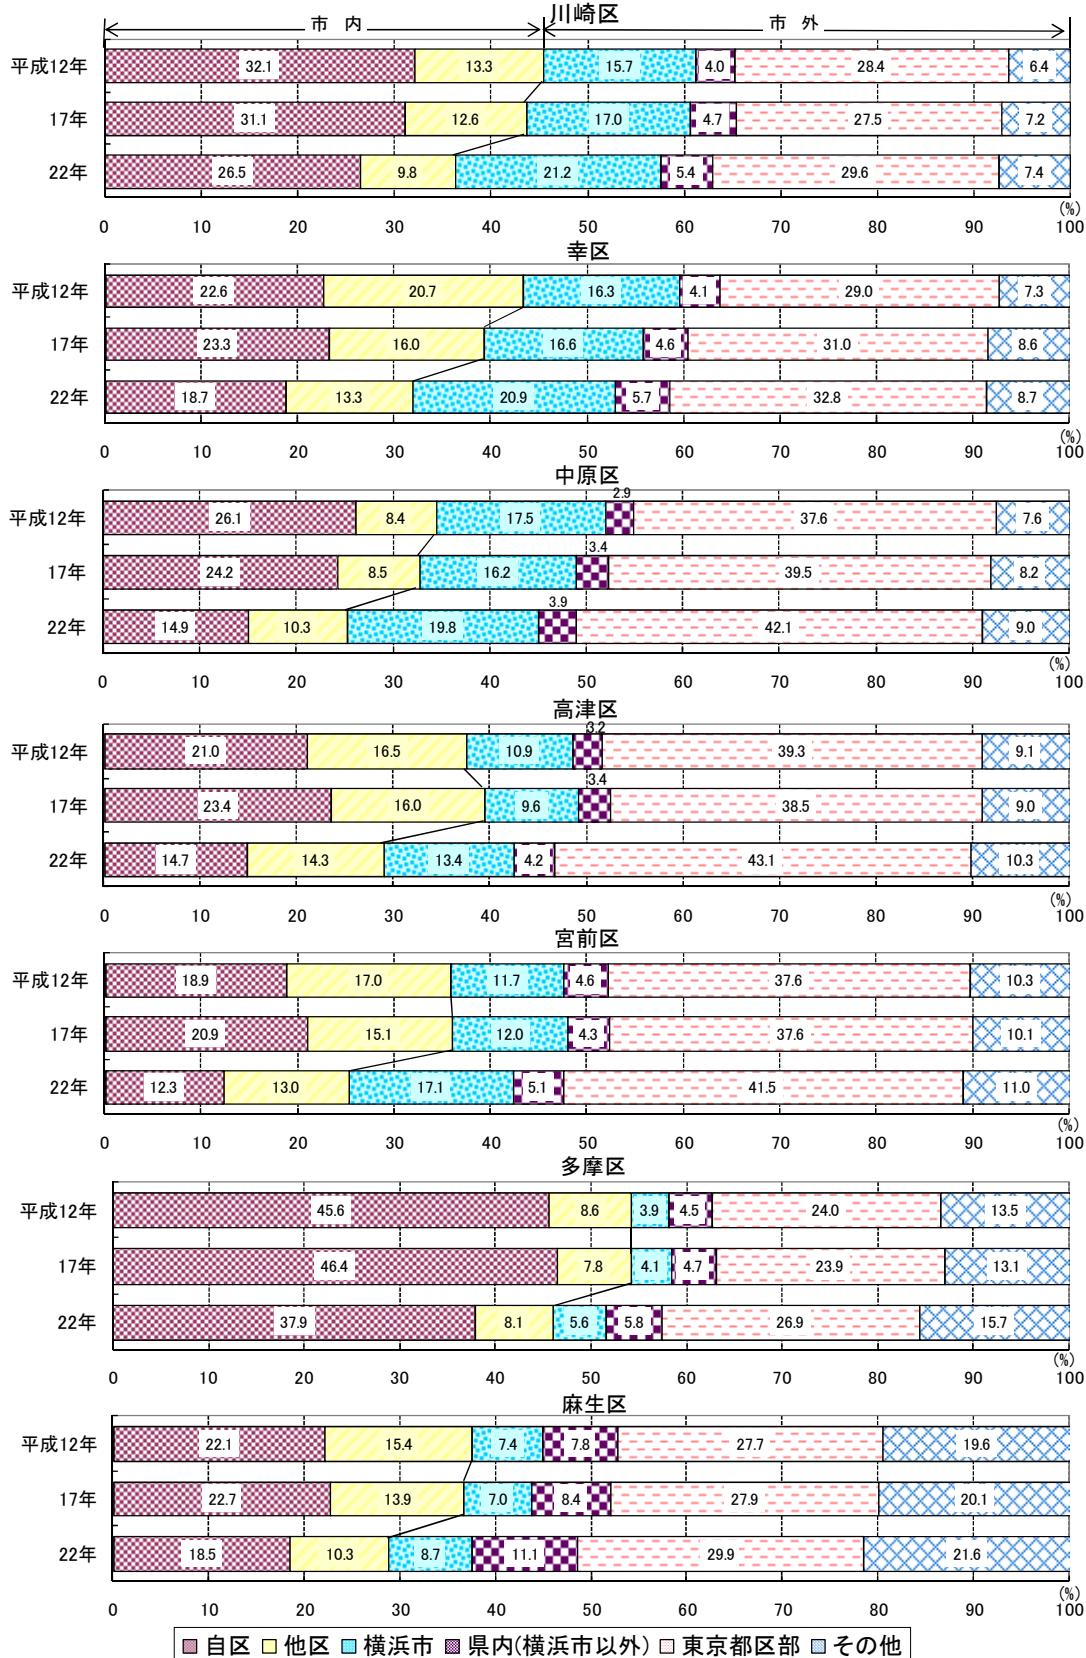 川崎区
市 内 市 外
平成12年 32.1 13.3 15.7 4.0 28.4 6.4
17年 31.1 12.6 17.0 4.7 27.5 7.2
22年 26.5 9.8 21.2 5.4 29.6 7.4
(%)
0 10 20 30 40 50 60 70 80 90 100
幸区
平成12年 22.6 20.7 16.3 4.1 29.0 7.3
17年 23.3 16.0 16.6 4.6 31.0 8.6
22年 18.7 13.3 20.9 5.7 32.8 8.7
(%)
0 10 20 30 40 50 60 70 80 90 100
中原区
平成12年 26.1 8.4 17.5 2.9 37.6 7.6
17年 24.2 8.5 16.2 3.4 39.5 8.2
22年 14.9 10.3 19.8 3.9 42.1 9.0
(%)
0 10 20 30 40 50 60 70 80 90 100
高津区
平成12年 21.0 16.5 10.9 3.2 39.3 9.1
17年 23.4 16.0 9.6 3.4 38.5 9.0
22年 14.7 14.3 13.4 4.2 43.1 10.3
(%)
0 10 20 30 40 50 60 70 80 90 100
宮前区
平成12年 18.9 17.0 11.7 4.6 37.6 10.3
17年 20.9 15.1 12.0 4.3 37.6 10.1
22年 12.3 13.0 17.1 5.1 41.5 11.0
(%)
0 10 20 30 40 50 60 70 80 90 100
多摩区
平成12年 45.6 8.6 3.9 4.5 24.0 13.5
17年 46.4 7.8 4.1 4.7 23.9 13.1
22年 37.9 8.1 5.6 5.8 26.9 15.7
(%)
0 10 20 30 40 50 60 70 80 90 100
麻生区
平成12年 22.1 15.4 7.4 7.8 27.7 19.6
17年 22.7 13.9 7.0 8.4 27.9 20.1
22年 18.5 10.3 8.7 11.1 29.9 21.6
(%)
0 10 20 30 40 50 60 70 80 90 100
自区 他区 横浜市 県内(横浜市以外) 東京都区部 その他